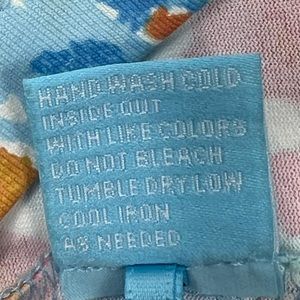 HAND WASH COLD
INSIDE OUT
WITH LIKE COLORS
DO NOT BLEACH
TUMBLE DRY LOW
COOL IRON
AS NEEDED